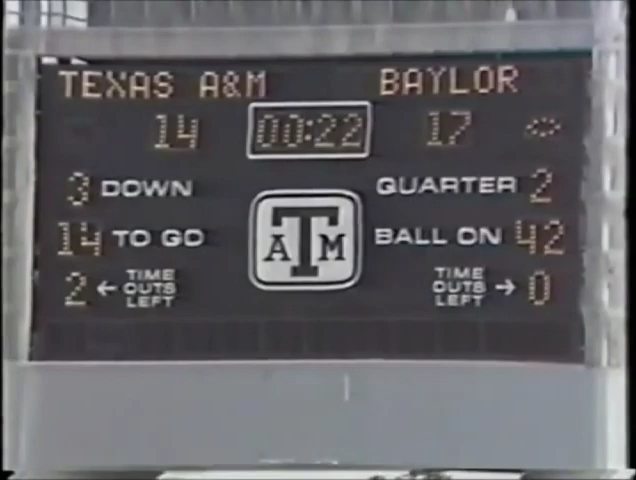 TEXAS A&M BAYLOR
14 00:22 17
3 DOWN QUARTER 2
14 TO GO ATM BALL ON 42
2 ← TIME OUTS LEFT TIME OUTS LEFT → 0